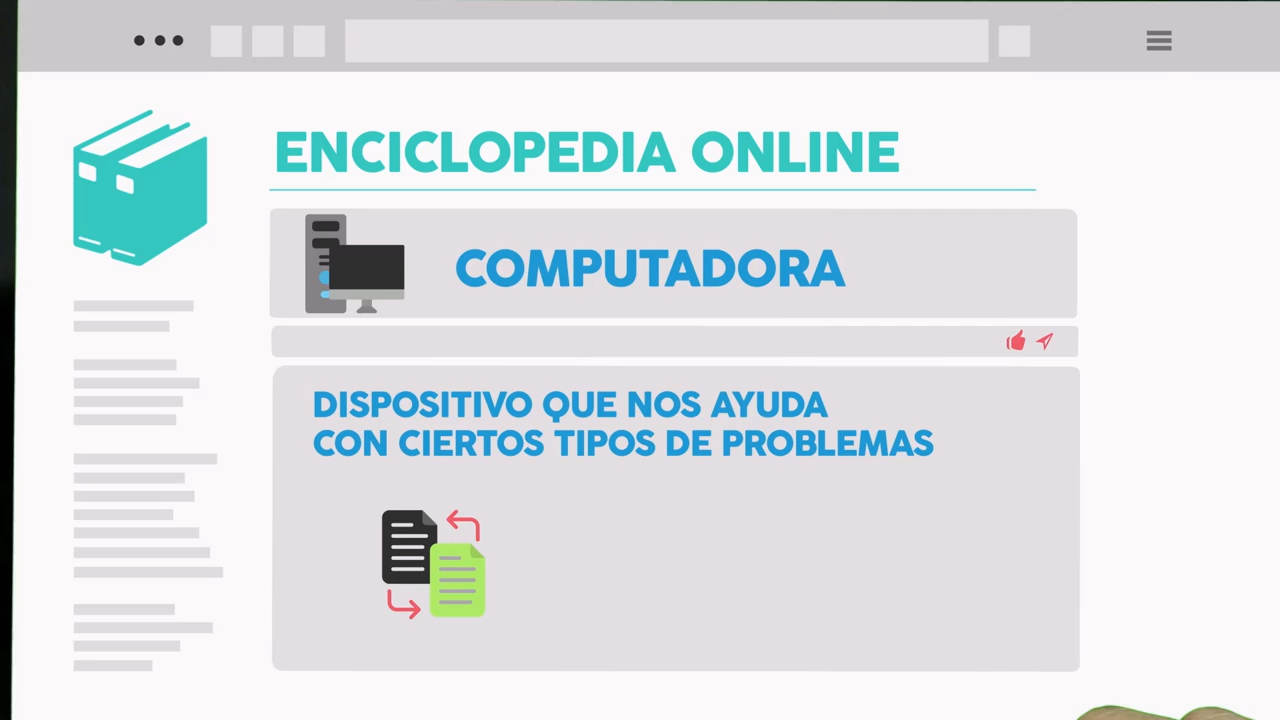 ENCICLOPEDIA ONLINE
COMPUTADORA
DISPOSITIVO QUE NOS AYUDA
CON CIERTOS TIPOS DE PROBLEMAS